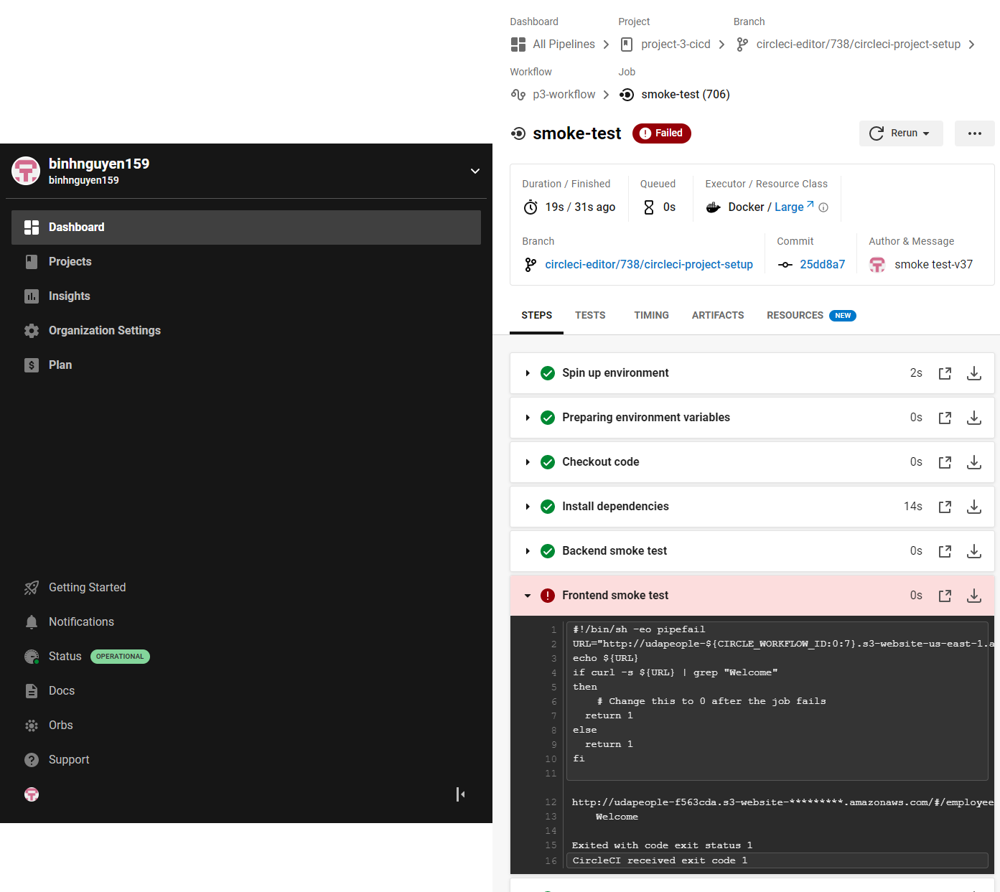 binhnguyen159
binhnguyen159
Dashboard
Projects
Insights
Organization Settings
Plan
Getting Started
Notifications
Status OPERATIONAL
Docs
Orbs
Support
Dashboard Project Branch
All Pipelines project-3-cicd circleci-editor/738/circleci-project-setup
Workflow Job
p3-workflow smoke-test (706)
smoke-test Failed Rerun
Duration / Finished Queued Executor / Resource Class
19s / 31s ago 0s Docker / Large
Branch Commit Author & Message
circleci-editor/738/circleci-project-setup 25dd8a7 smoke test-v37
STEPS TESTS TIMING ARTIFACTS RESOURCES NEW
Spin up environment 2s
Preparing environment variables 0s
Checkout code 0s
Install dependencies 14s
Backend smoke test 0s
Frontend smoke test 0s
1 #!/bin/sh -eo pipefail
2 URL="http://udapeople-${CIRCLE_WORKFLOW_ID:0:7}.s3-website-us-east-1.a
3 echo ${URL}
4 if curl -s ${URL} | grep "Welcome"
5 then
6 # Change this to 0 after the job fails
7 return 1
8 else
9 return 1
10 fi
11
12 http://udapeople-f563cda.s3-website-*********.amazonaws.com/#/employee
13 Welcome
14
15 Exited with code exit status 1
16 CircleCI received exit code 1